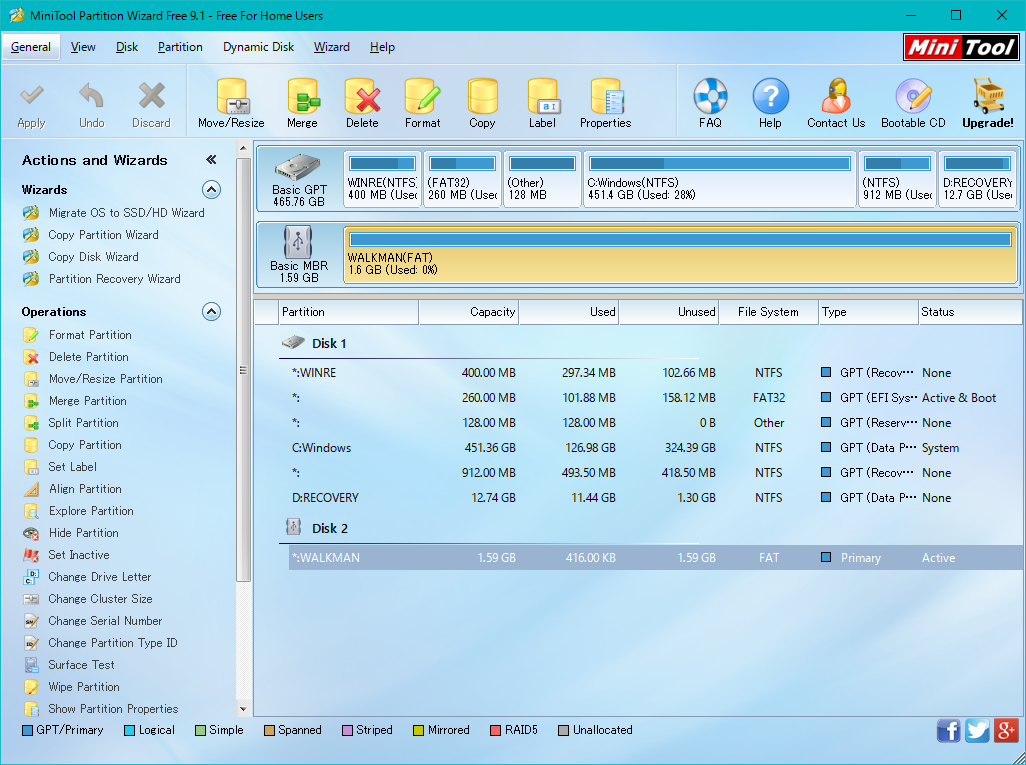 MiniTool Partition Wizard Free 9.1 - Free For Home Users
General View Disk Partition Dynamic Disk Wizard Help
Mini Tool
Apply Undo Discard Move/Resize Merge Delete Format Copy Label Properties FAQ Help Contact Us Bootable CD Upgrade!
Actions and Wizards
Wizards
Migrate OS to SSD/HD Wizard
Copy Partition Wizard
Copy Disk Wizard
Partition Recovery Wizard
Operations
Format Partition
Delete Partition
Move/Resize Partition
Merge Partition
Split Partition
Copy Partition
Set Label
Align Partition
Explore Partition
Hide Partition
Set Inactive
Change Drive Letter
Change Cluster Size
Change Serial Number
Change Partition Type ID
Surface Test
Wipe Partition
Show Partition Properties
Basic GPT
465.76 GB
WINRE(NTFS)
400 MB (Used
(FAT32)
260 MB (Used
(Other)
128 MB
C:Windows(NTFS)
451.4 GB (Used: 28%)
(NTFS)
912 MB (Used
D:RECOVERY
12.7 GB (Used
Basic MBR
1.59 GB
WALKMAN(FAT)
1.6 GB (Used: 0%)
Partition Capacity Used Unused File System Type Status
Disk 1
*:WINRE 400.00 MB 297.34 MB 102.66 MB NTFS GPT (Recov… None
*: 260.00 MB 101.88 MB 158.12 MB FAT32 GPT (EFI Sys… Active & Boot
*: 128.00 MB 128.00 MB 0 B Other GPT (Reserv… None
C:Windows 451.36 GB 126.98 GB 324.39 GB NTFS GPT (Data P… System
*: 912.00 MB 493.50 MB 418.50 MB NTFS GPT (Recov… None
D:RECOVERY 12.74 GB 11.44 GB 1.30 GB NTFS GPT (Data P… None
Disk 2
*:WALKMAN 1.59 GB 416.00 KB 1.59 GB FAT Primary Active
GPT/Primary Logical Simple Spanned Striped Mirrored RAID5 Unallocated